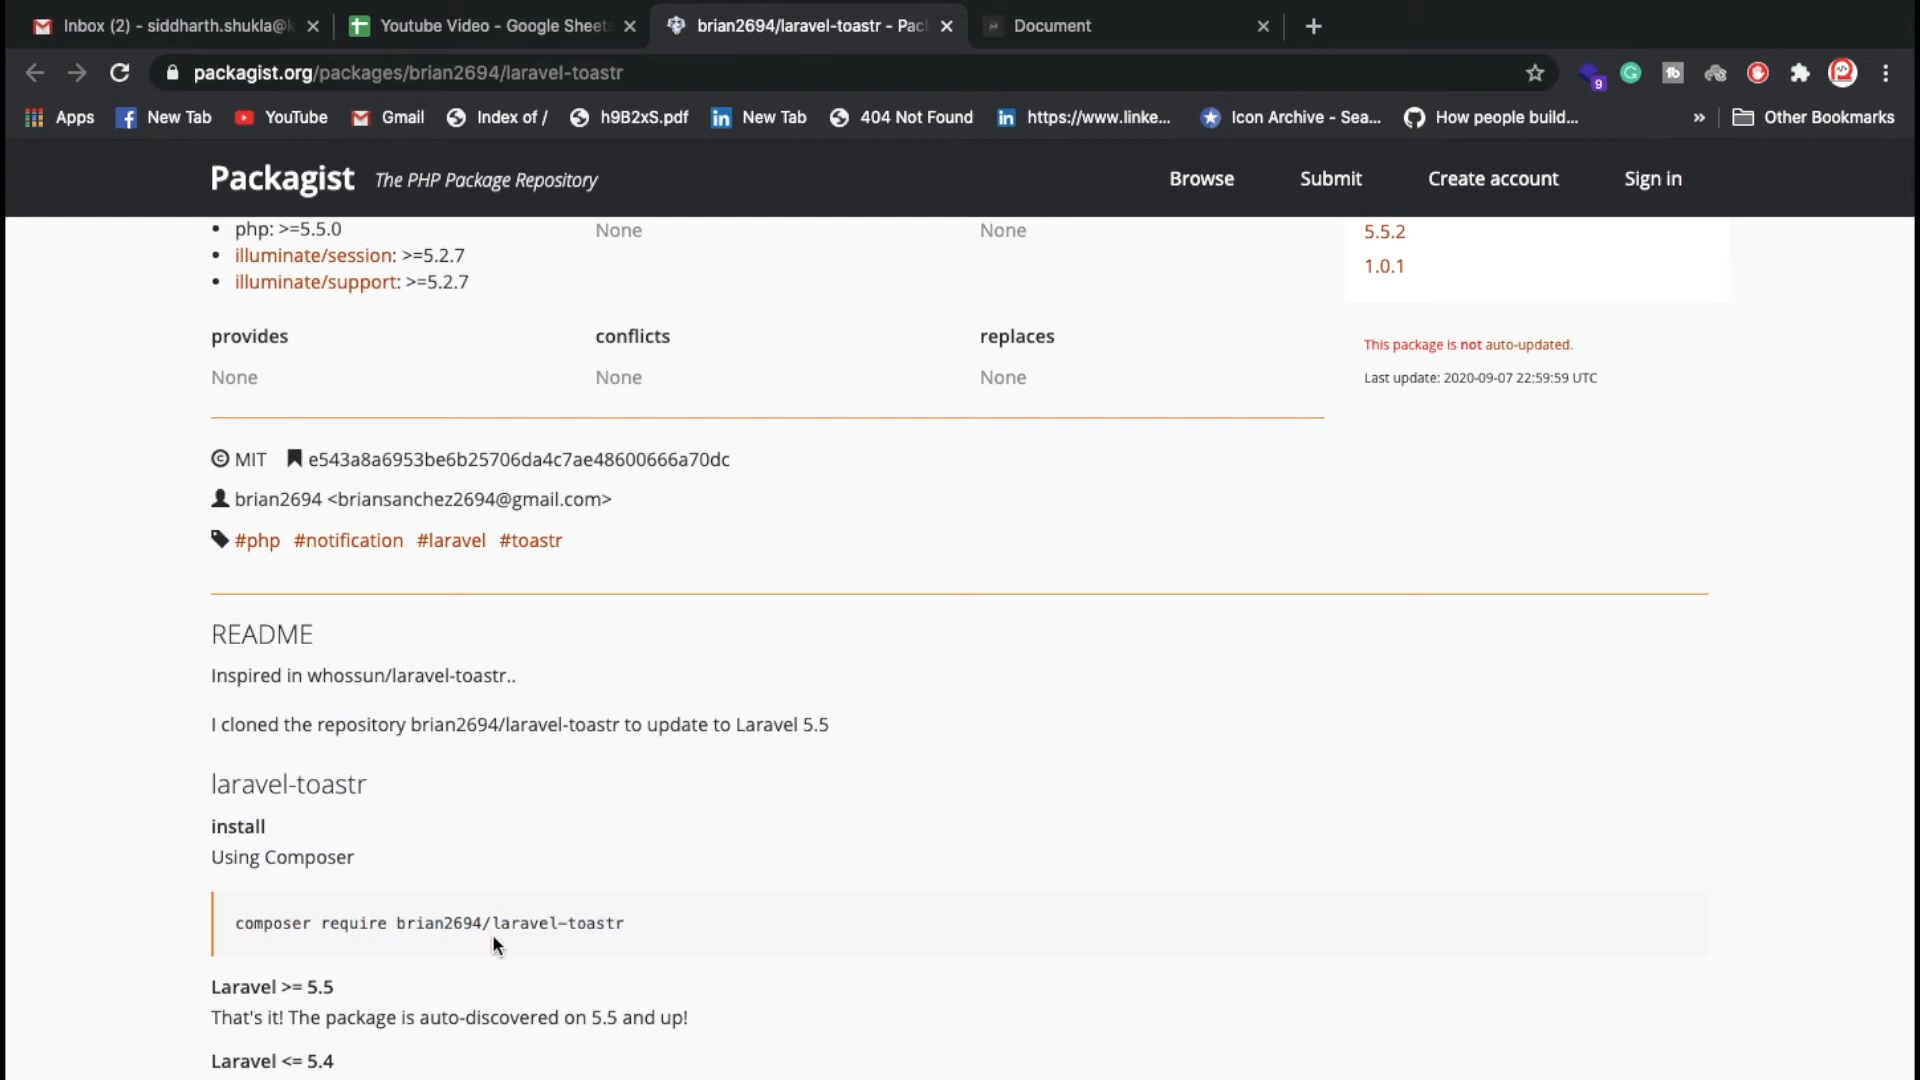 Inbox (2) - siddharth.shukla@k
Youtube Video - Google Sheets
brian2694/laravel-toastr - Pac
Document
packagist.org/packages/brian2694/laravel-toastr
9
Apps
New Tab
YouTube
Gmail
Index of /
h9B2xS.pdf
New Tab
404 Not Found
https://www.linke...
Icon Archive - Sea...
How people build...
»
Other Bookmarks
Packagist The PHP Package Repository
Browse
Submit
Create account
Sign in
• php: >=5.5.0
• illuminate/session: >=5.2.7
• illuminate/support: >=5.2.7
None
None
5.5.2
1.0.1
provides
conflicts
replaces
None
None
None
This package is not auto-updated.
Last update: 2020-09-07 22:59:59 UTC
MIT e543a8a6953be6b25706da4c7ae48600666a70dc
brian2694 <briansanchez2694@gmail.com>
#php #notification #laravel #toastr
README
Inspired in whossun/laravel-toastr..
I cloned the repository brian2694/laravel-toastr to update to Laravel 5.5
laravel-toastr
install
Using Composer
composer require brian2694/laravel-toastr
Laravel >= 5.5
That's it! The package is auto-discovered on 5.5 and up!
Laravel <= 5.4